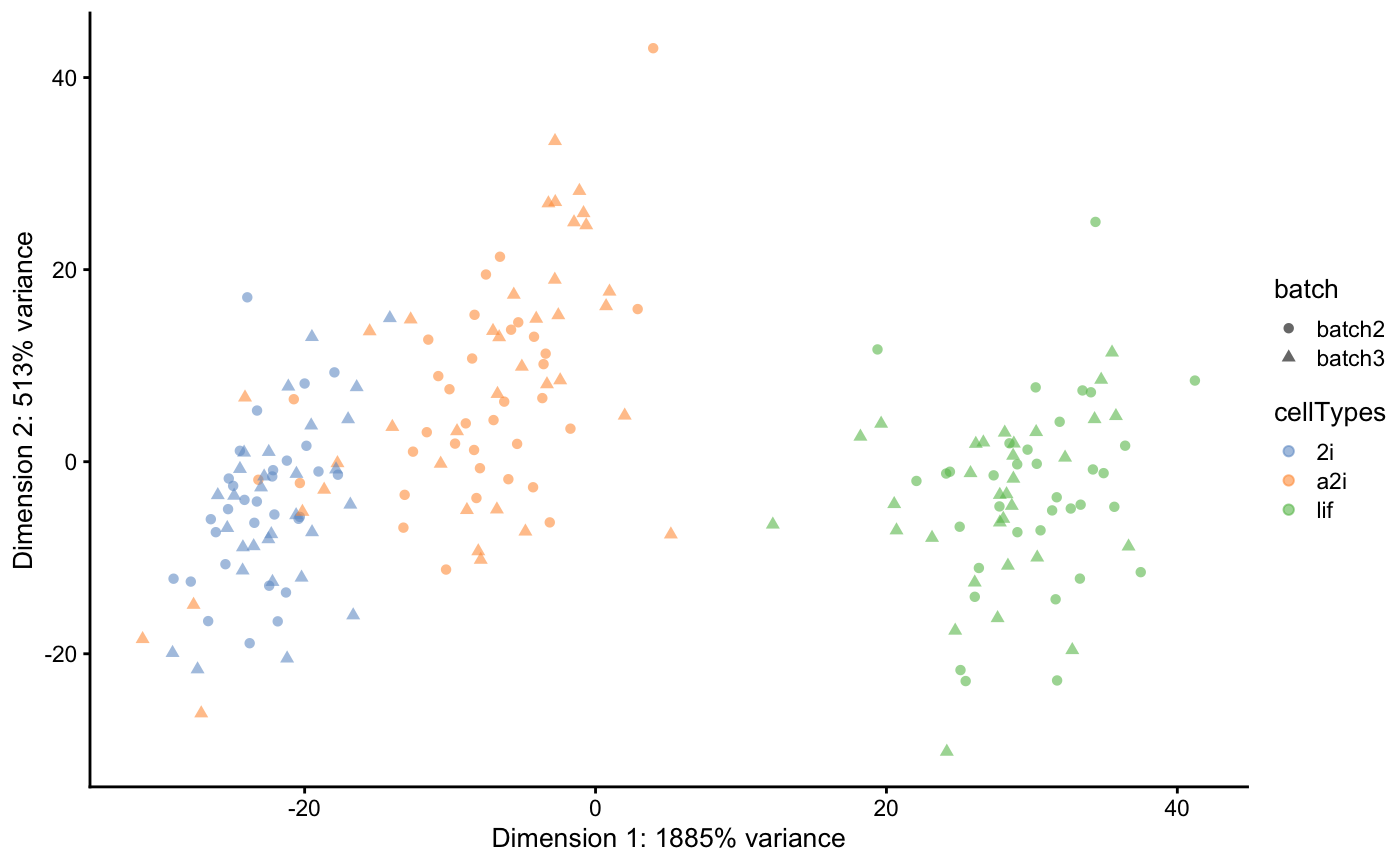 40
20
0
-20
Dimension 2: 513% variance
-20
0
20
40
Dimension 1: 1885% variance
batch
batch2
batch3
cellTypes
2i
a2i
lif